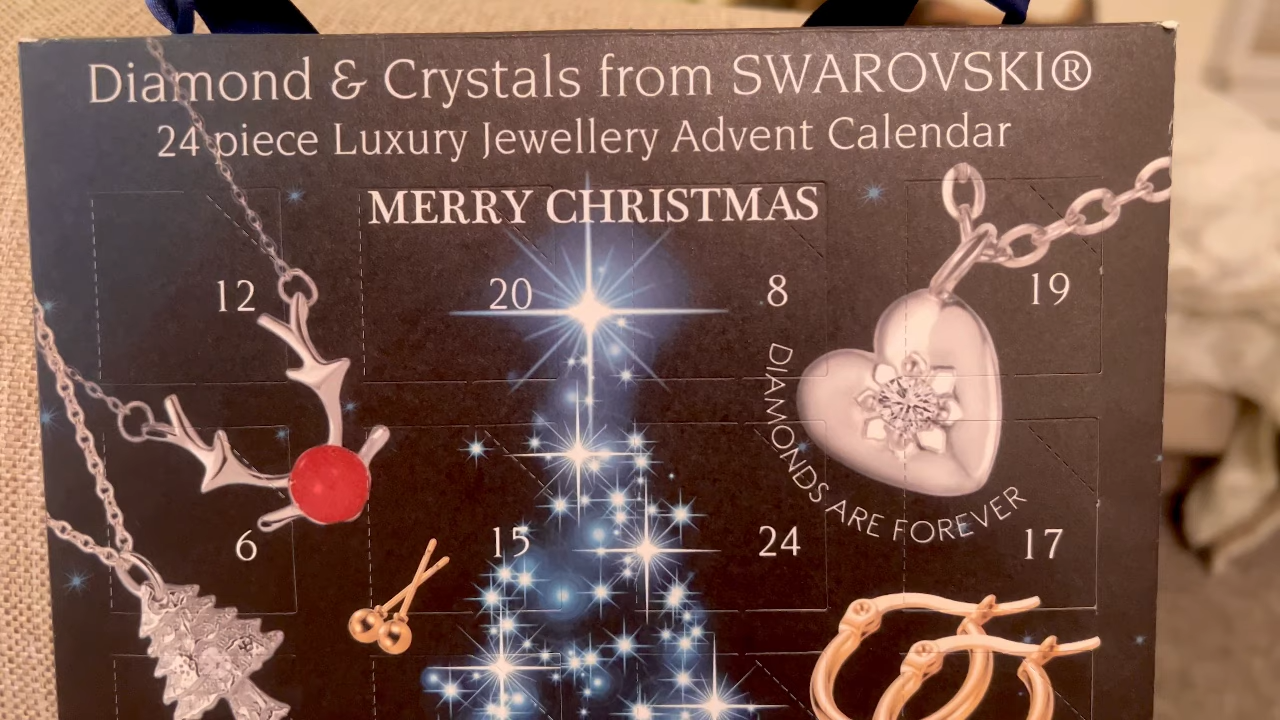 Diamond & Crystals from SWAROVSKI®
24 piece Luxury Jewellery Advent Calendar
MERRY CHRISTMAS
12 20 8 19
DIAMONDS ARE FOREVER
6 15 24 17